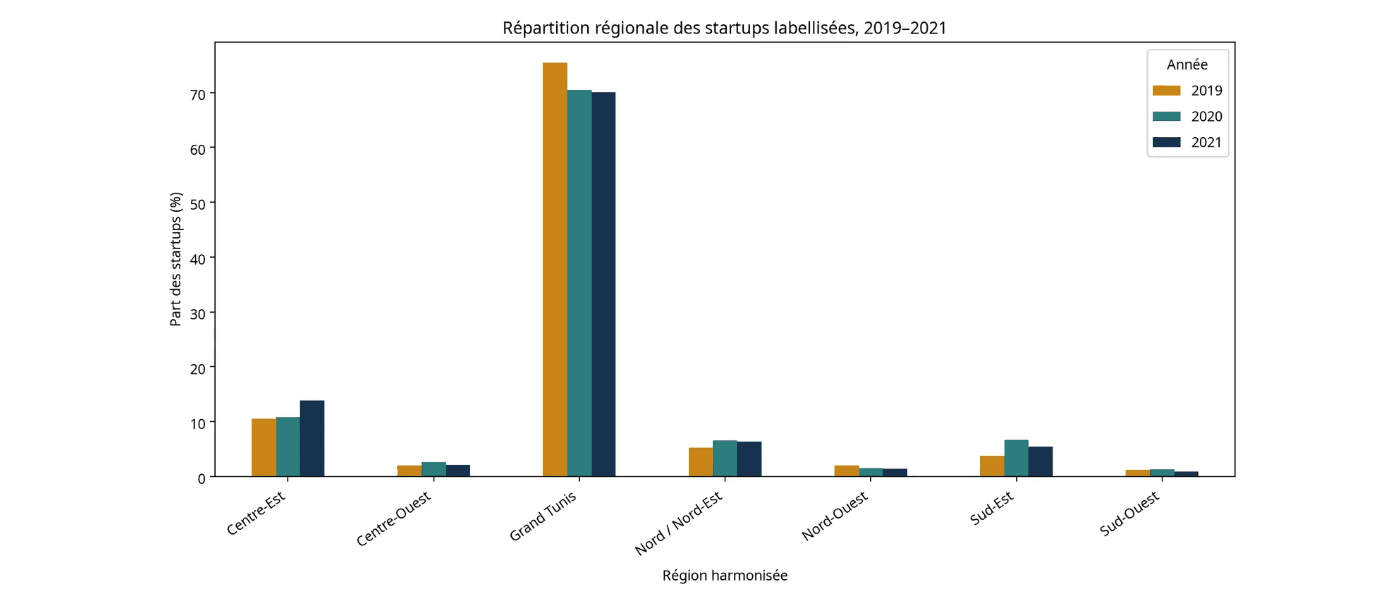 Répartition régionale des startups labellisées, 2019–2021
Année
2019
2020
2021
Part des startups (%)
70
60
50
40
30
20
10
0
Centre-Est
Centre-Ouest
Grand Tunis
Nord / Nord-Est
Nord-Ouest
Sud-Est
Sud-Ouest
Région harmonisée